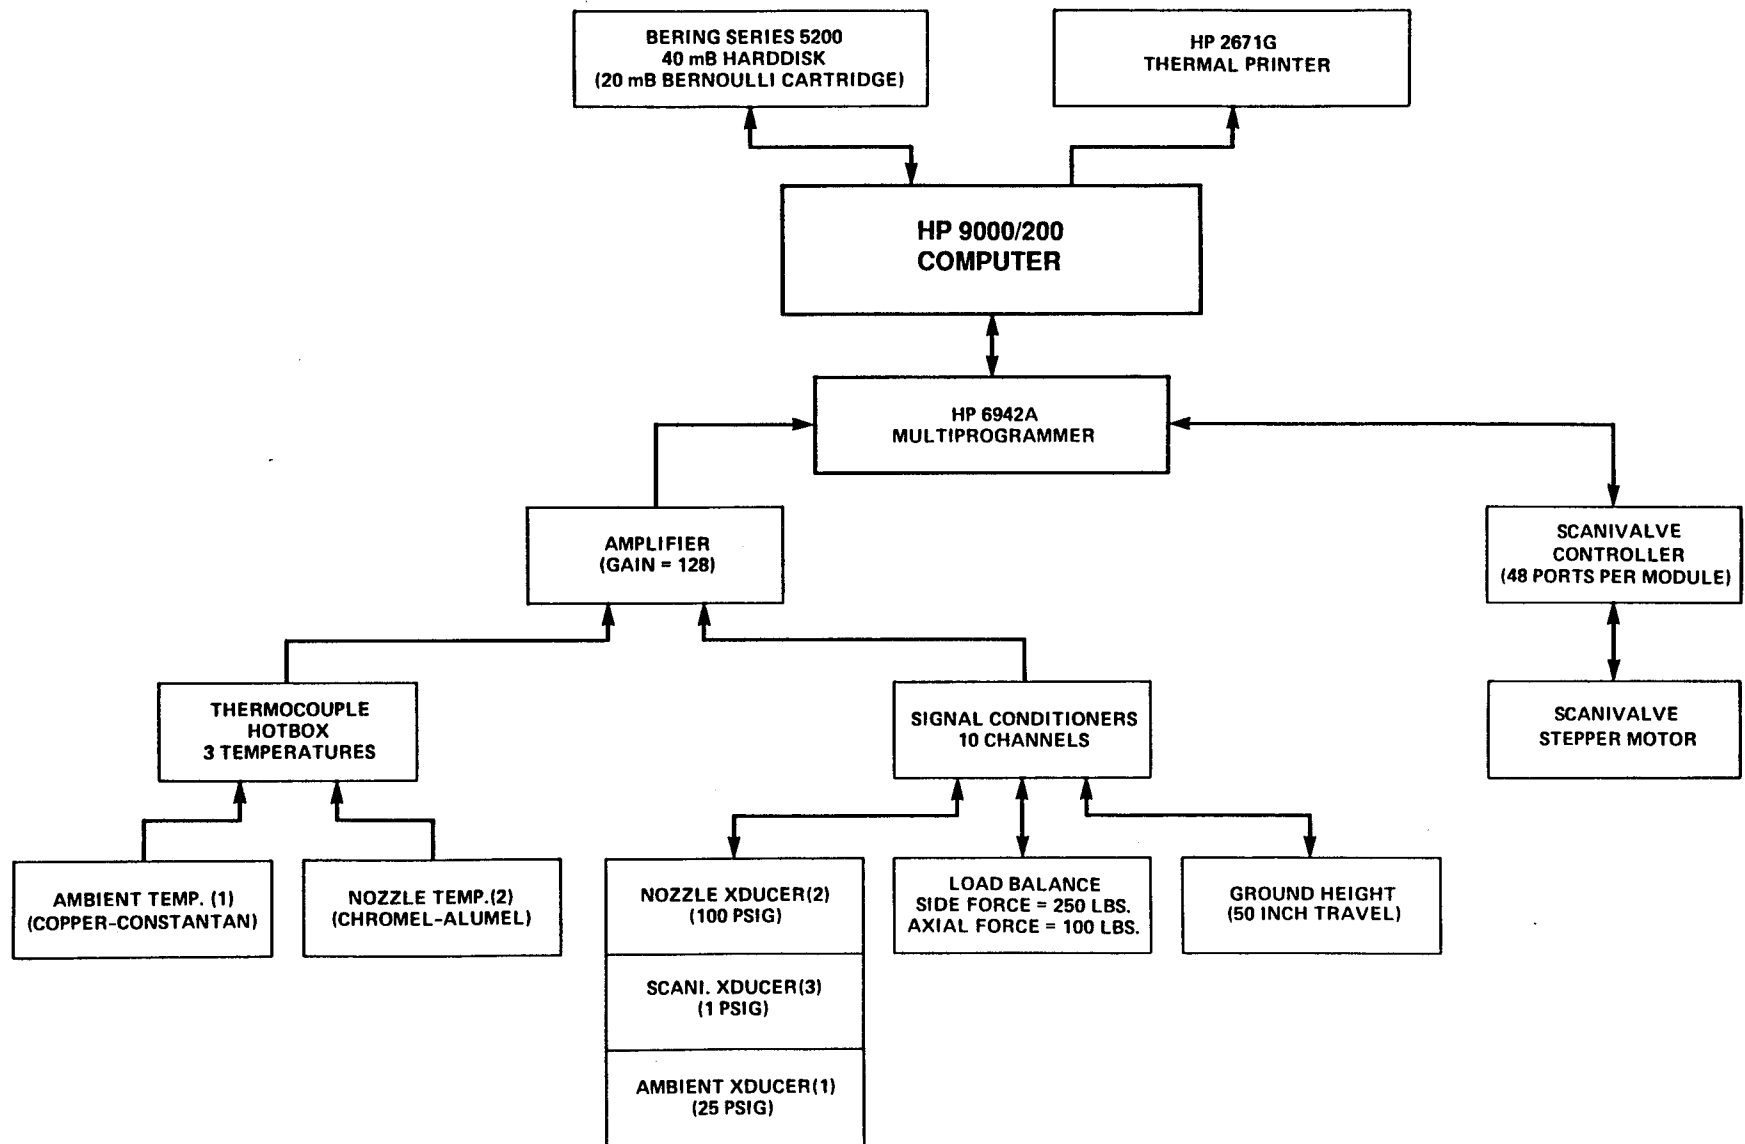 BERING SERIES 5200
40 mB HARDDISK
(20 mB BERNOULLI CARTRIDGE)
HP 2671G
THERMAL PRINTER
HP 9000/200
COMPUTER
HP 6942A
MULTIPROGRAMMER
AMPLIFIER
(GAIN = 128)
SCANIVALVE
CONTROLLER
(48 PORTS PER MODULE)
THERMOCOUPLE
HOTBOX
3 TEMPERATURES
SIGNAL CONDITIONERS
10 CHANNELS
SCANIVALVE
STEPPER MOTOR
AMBIENT TEMP. (1)
(COPPER-CONSTANTAN)
NOZZLE TEMP.(2)
(CHROMEL-ALUMEL)
NOZZLE XDUCER(2)
(100 PSIG)
LOAD BALANCE
SIDE FORCE = 250 LBS.
AXIAL FORCE = 100 LBS.
GROUND HEIGHT
(50 INCH TRAVEL)
SCANI. XDUCER(3)
(1 PSIG)
AMBIENT XDUCER(1)
(25 PSIG)